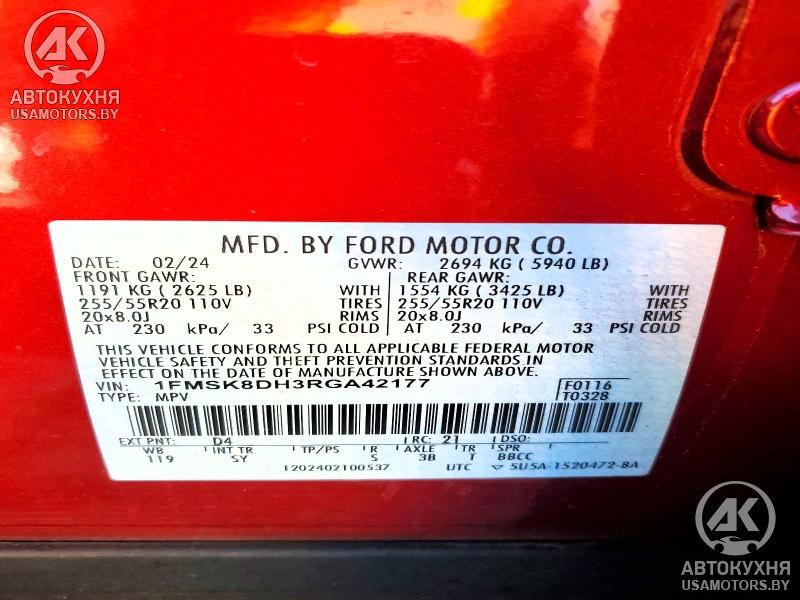 AK
АВТОКУХНЯ
USAMOTORS.BY
MFD. BY FORD MOTOR CO.
DATE: 02/24 GVWR: 2694 KG ( 5940 LB)
FRONT GAWR: REAR GAWR:
1191 KG ( 2625 LB) WITH 1554 KG ( 3425 LB) WITH
255/55R20 110V TIRES 255/55R20 110V TIRES
20x8.0J RIMS 20x8.0J RIMS
AT 230 kPa/ 33 PSI COLD AT 230 kPa/ 33 PSI COLD
THIS VEHICLE CONFORMS TO ALL APPLICABLE FEDERAL MOTOR
VEHICLE SAFETY AND THEFT PREVENTION STANDARDS IN
EFFECT ON THE DATE OF MANUFACTURE SHOWN ABOVE.
VIN: 1FMSK8DH3RGA42177 F0116
TYPE: MPV T0328
EXT PNT: D4 RC: 21 DSO:
WB INT TR TP/PS R AXLE TR SPR
119 SY S 3B T BBCC
1202402100537 UTC ▽ SU5A-1520472-BA
AK
АВТОКУХНЯ
USAMOTORS.BY